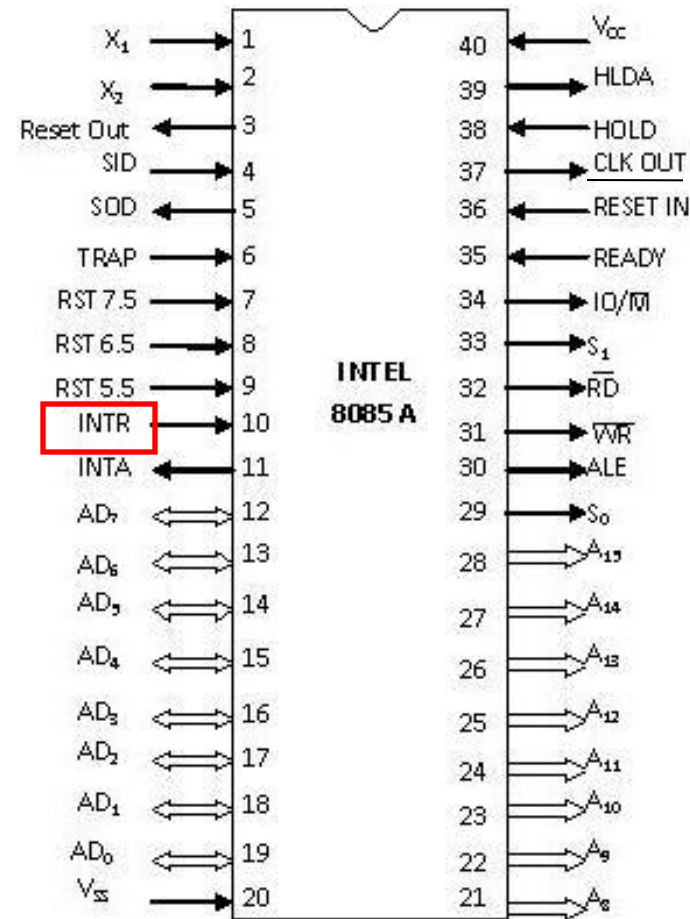 X₁ 1 40 Vcc
X₂ 2 39 HLDA
Reset Out 3 38 HOLD
SID 4 37 CLK OUT
SOD 5 36 RESET IN
TRAP 6 35 READY
RST 7.5 7 34 IO/M̅
RST 6.5 8 33 S₁
RST 5.5 9 INTEL 32 R̅D̅
INTR 10 8085 A 31 W̅R̅
INTA 11 30 ALE
AD₇ 12 29 S₀
AD₆ 13 28 A₁₅
AD₅ 14 27 A₁₄
AD₄ 15 26 A₁₃
AD₃ 16 25 A₁₂
AD₂ 17 24 A₁₁
AD₁ 18 23 A₁₀
AD₀ 19 22 A₉
Vss 20 21 A₈